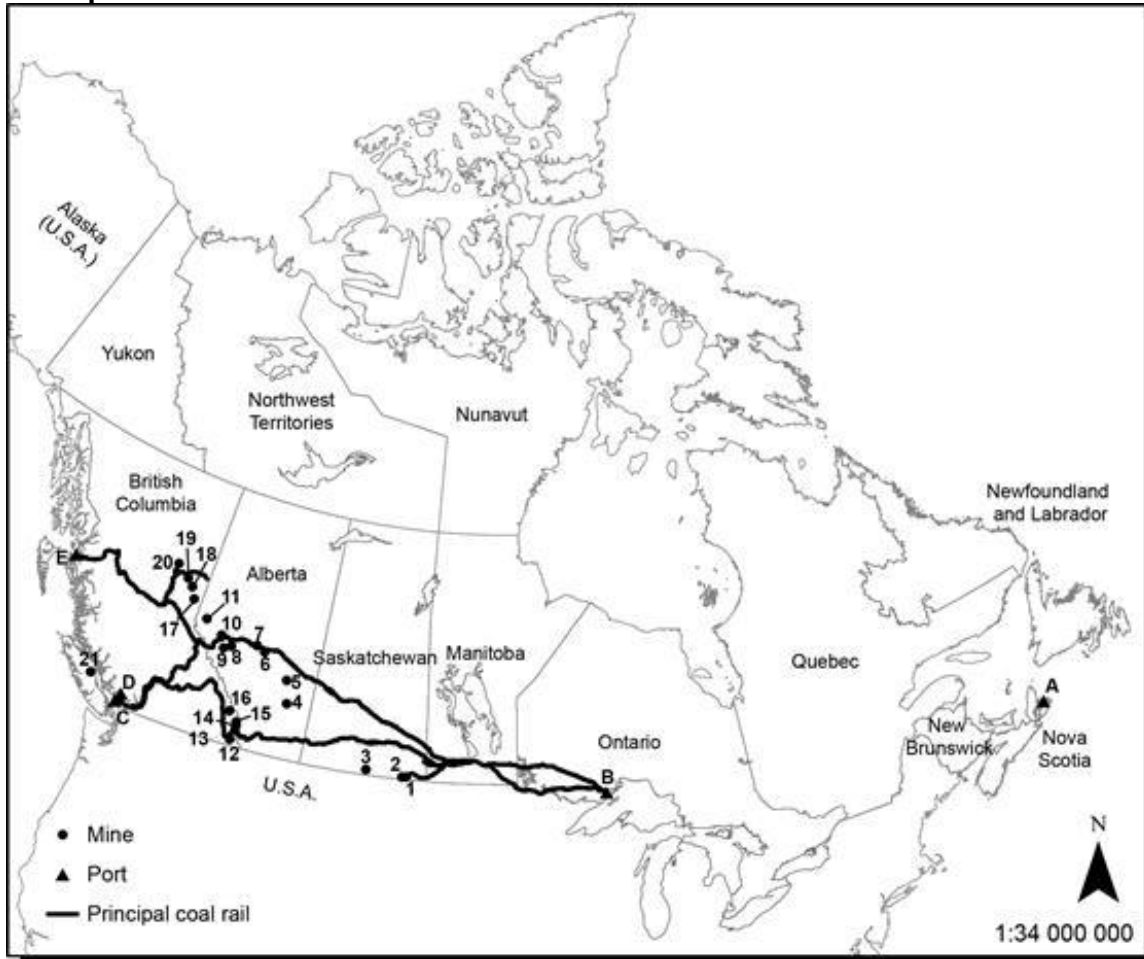 Alaska
(U.S.A.)
Yukon
Northwest
Territories
Nunavut
British
Columbia
Newfoundland
and Labrador
19
20
18
E
Alberta
11
17
10
7
9
8
6
Saskatchewan
Manitoba
Quebec
21
5
D
16
4
A
C
14
15
New
Brunswick
Nova
Scotia
13
12
Ontario
3
2
1
B
U.S.A.
N
Mine
Port
Principal coal rail
1:34 000 000